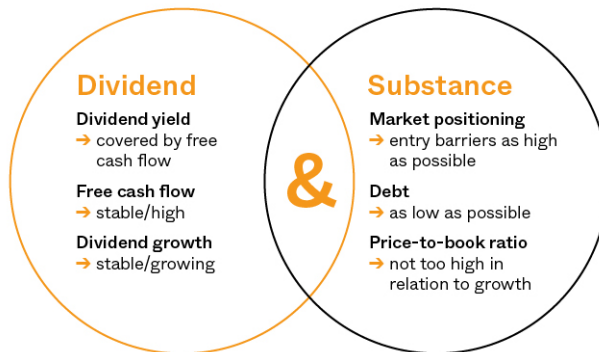 Dividend
Dividend yield
→ covered by free
cash flow
Free cash flow
→ stable/high
Dividend growth
→ stable/growing
&
Substance
Market positioning
→ entry barriers as high
as possible
Debt
→ as low as possible
Price-to-book ratio
→ not too high in
relation to growth